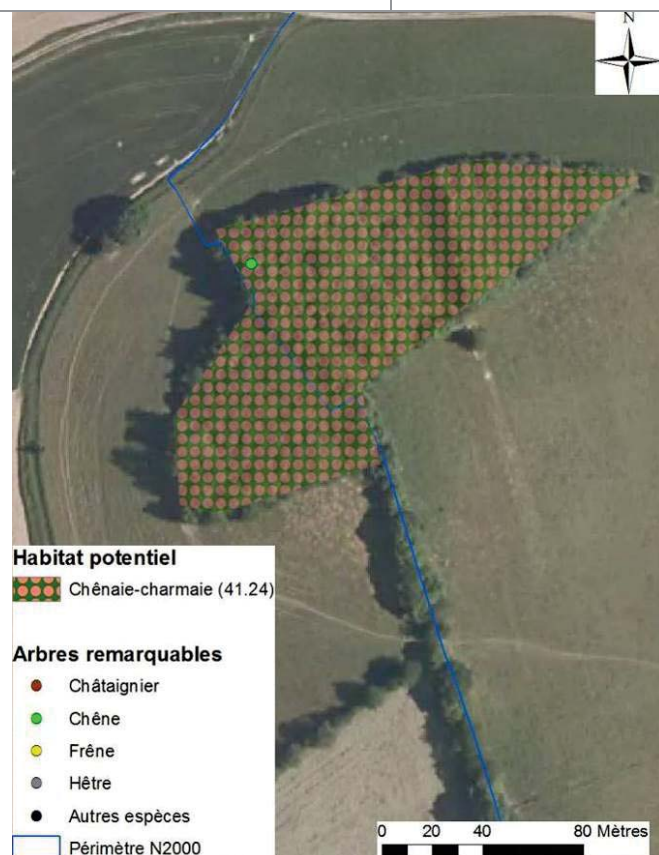 N
Habitat potentiel
Chênaie-charmaie (41.24)
Arbres remarquables
Châtaignier
Chêne
Frêne
Hêtre
Autres espèces
Périmètre N2000
0 20 40 80 Mètres